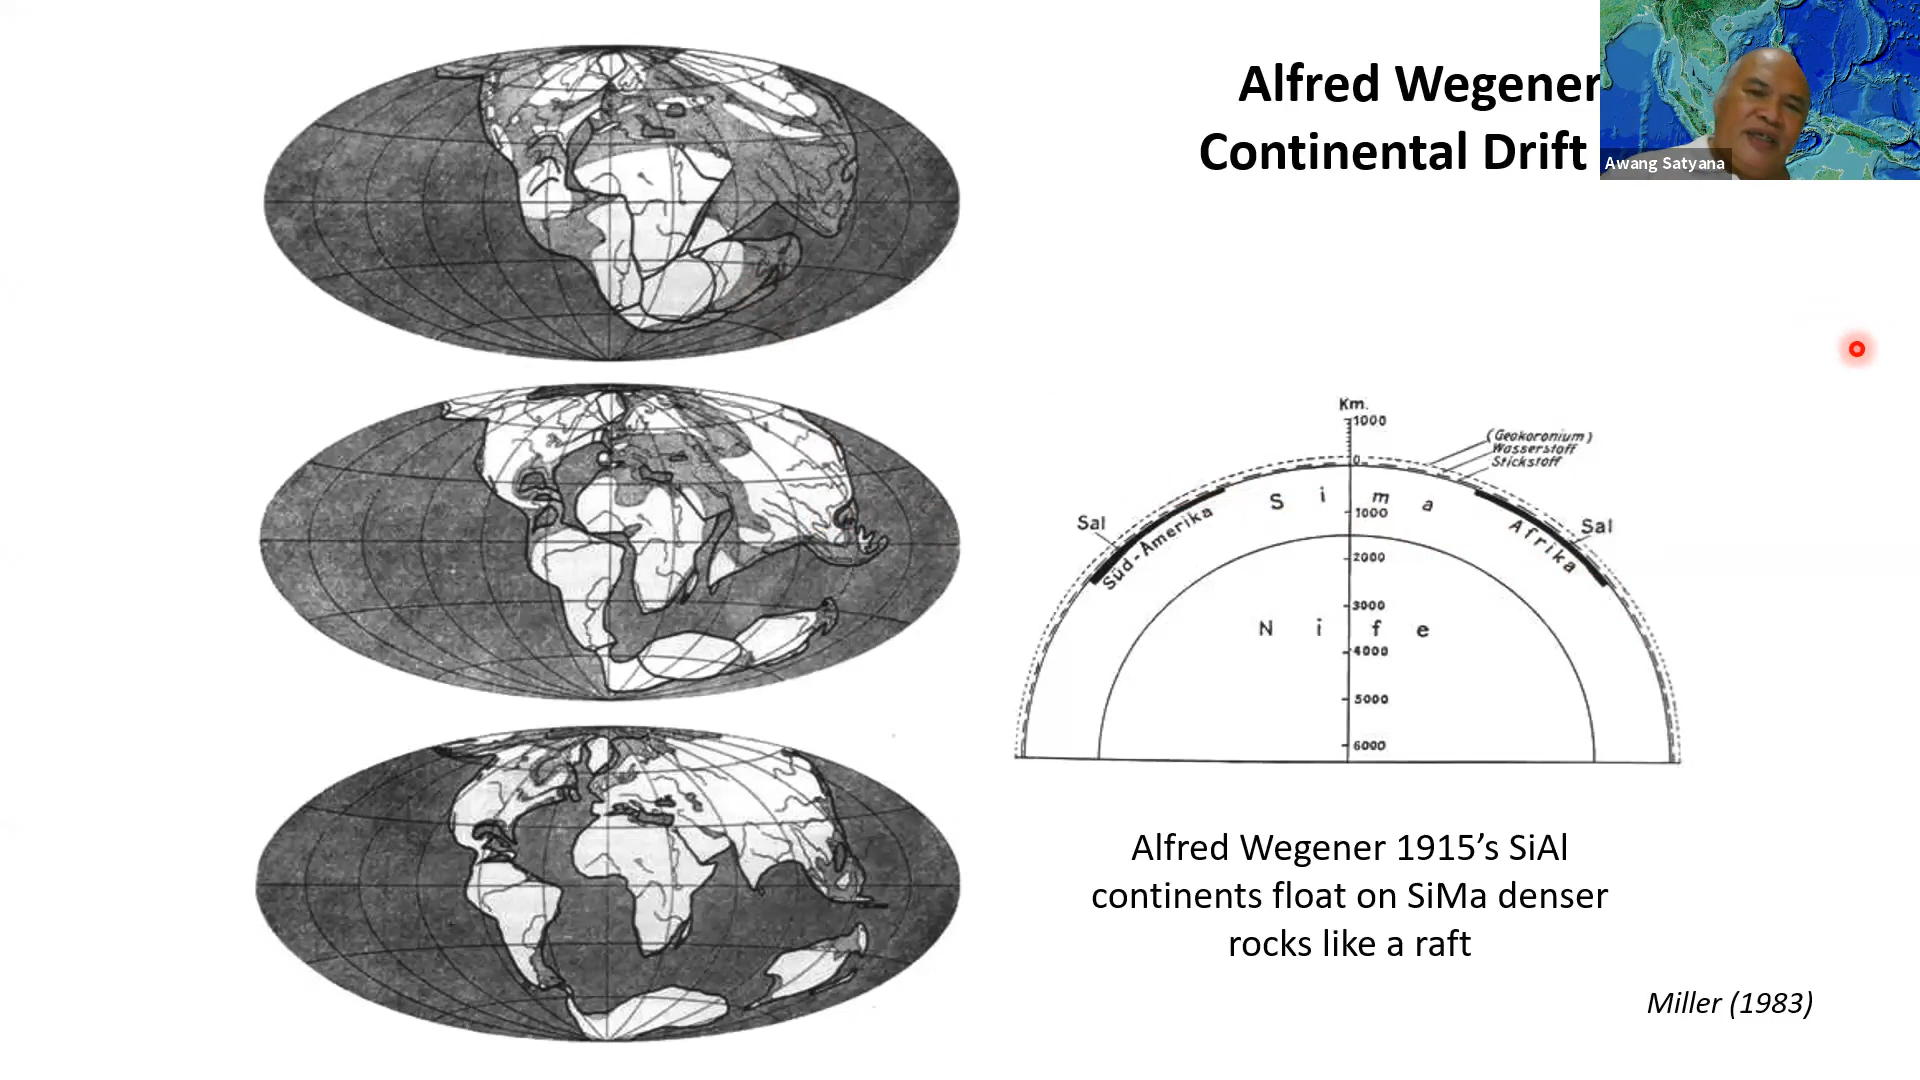 Alfred Wegener
Continental Drift
Awang Satyana
Km.
1000
0
1000
2000
3000
4000
5000
6000
(Geokoronium)
Wasserstoff
Stickstoff
Sal
Süd-Amerika
S i m a
Afrika
Sal
N i f e
Alfred Wegener 1915’s SiAl
continents float on SiMa denser
rocks like a raft
Miller (1983)